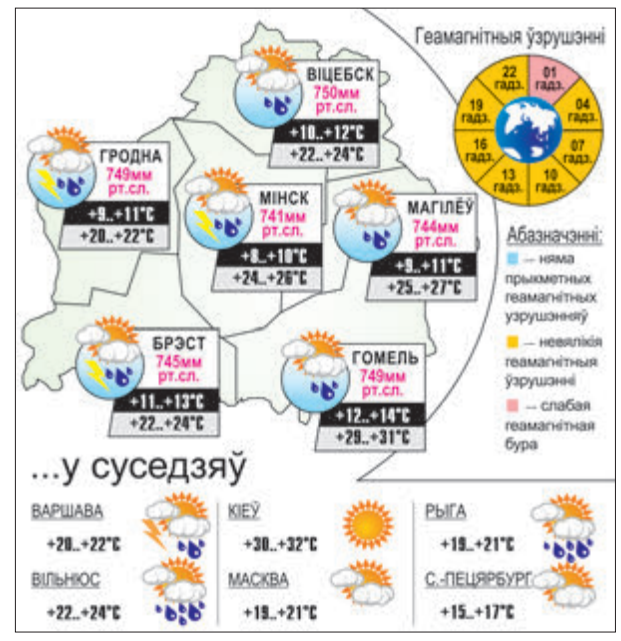 Геамагнітныя ўзрушэнні
22 гадз.
01 гадз.
04 гадз.
07 гадз.
10 гадз.
13 гадз.
16 гадз.
19 гадз.
ВІЦЕБСК
750мм
рт.сл.
+10..+12°C
+22..+24°C
ГРОДНА
749мм
рт.сл.
+9..+11°C
+20..+22°C
МІНСК
741мм
рт.сл.
+8..+10°C
+24..+26°C
МАГІЛЁЎ
744мм
рт.сл.
+9..+11°C
+25..+27°C
БРЭСТ
745мм
рт.сл.
+11..+13°C
+22..+24°C
ГОМЕЛЬ
749мм
рт.сл.
+12..+14°C
+29..+31°C
Абазначэнні:
— няма
прыкметных
геамагнітных
узрушэнняў
— невялікія
геамагнітныя
ўзрушэнні
— слабая
геамагнітная
бура
...у суседзяў
ВАРШАВА
+20..+22°C
КІЕЎ
+30..+32°C
РЫГА
+19..+21°C
ВІЛЬНЮС
+22..+24°C
МАСКВА
+19..+21°C
С.-ПЕЦЯРБУРГ
+15..+17°C